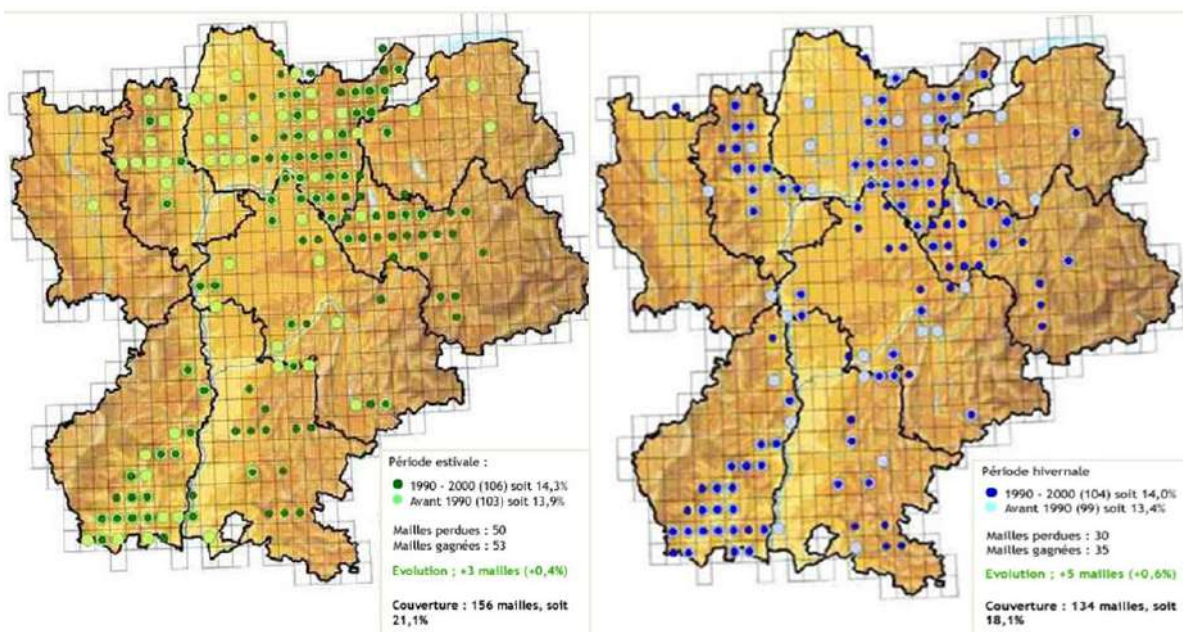 Période estivale :
1990 - 2000 (106) soit 14,3%
Avant 1990 (103) soit 13,9%
Mailles perdues : 50
Mailles gagnées : 53
Evolution ; +3 mailles (+0,4%)
Couverture : 156 mailles, soit
21,1%
Période hivernale
1990 - 2000 (104) soit 14,0%
Avant 1990 (99) soit 13,4%
Mailles perdues : 30
Mailles gagnées : 35
Evolution ; +5 mailles (+0,6%)
Couverture : 134 mailles, soit
18,1%